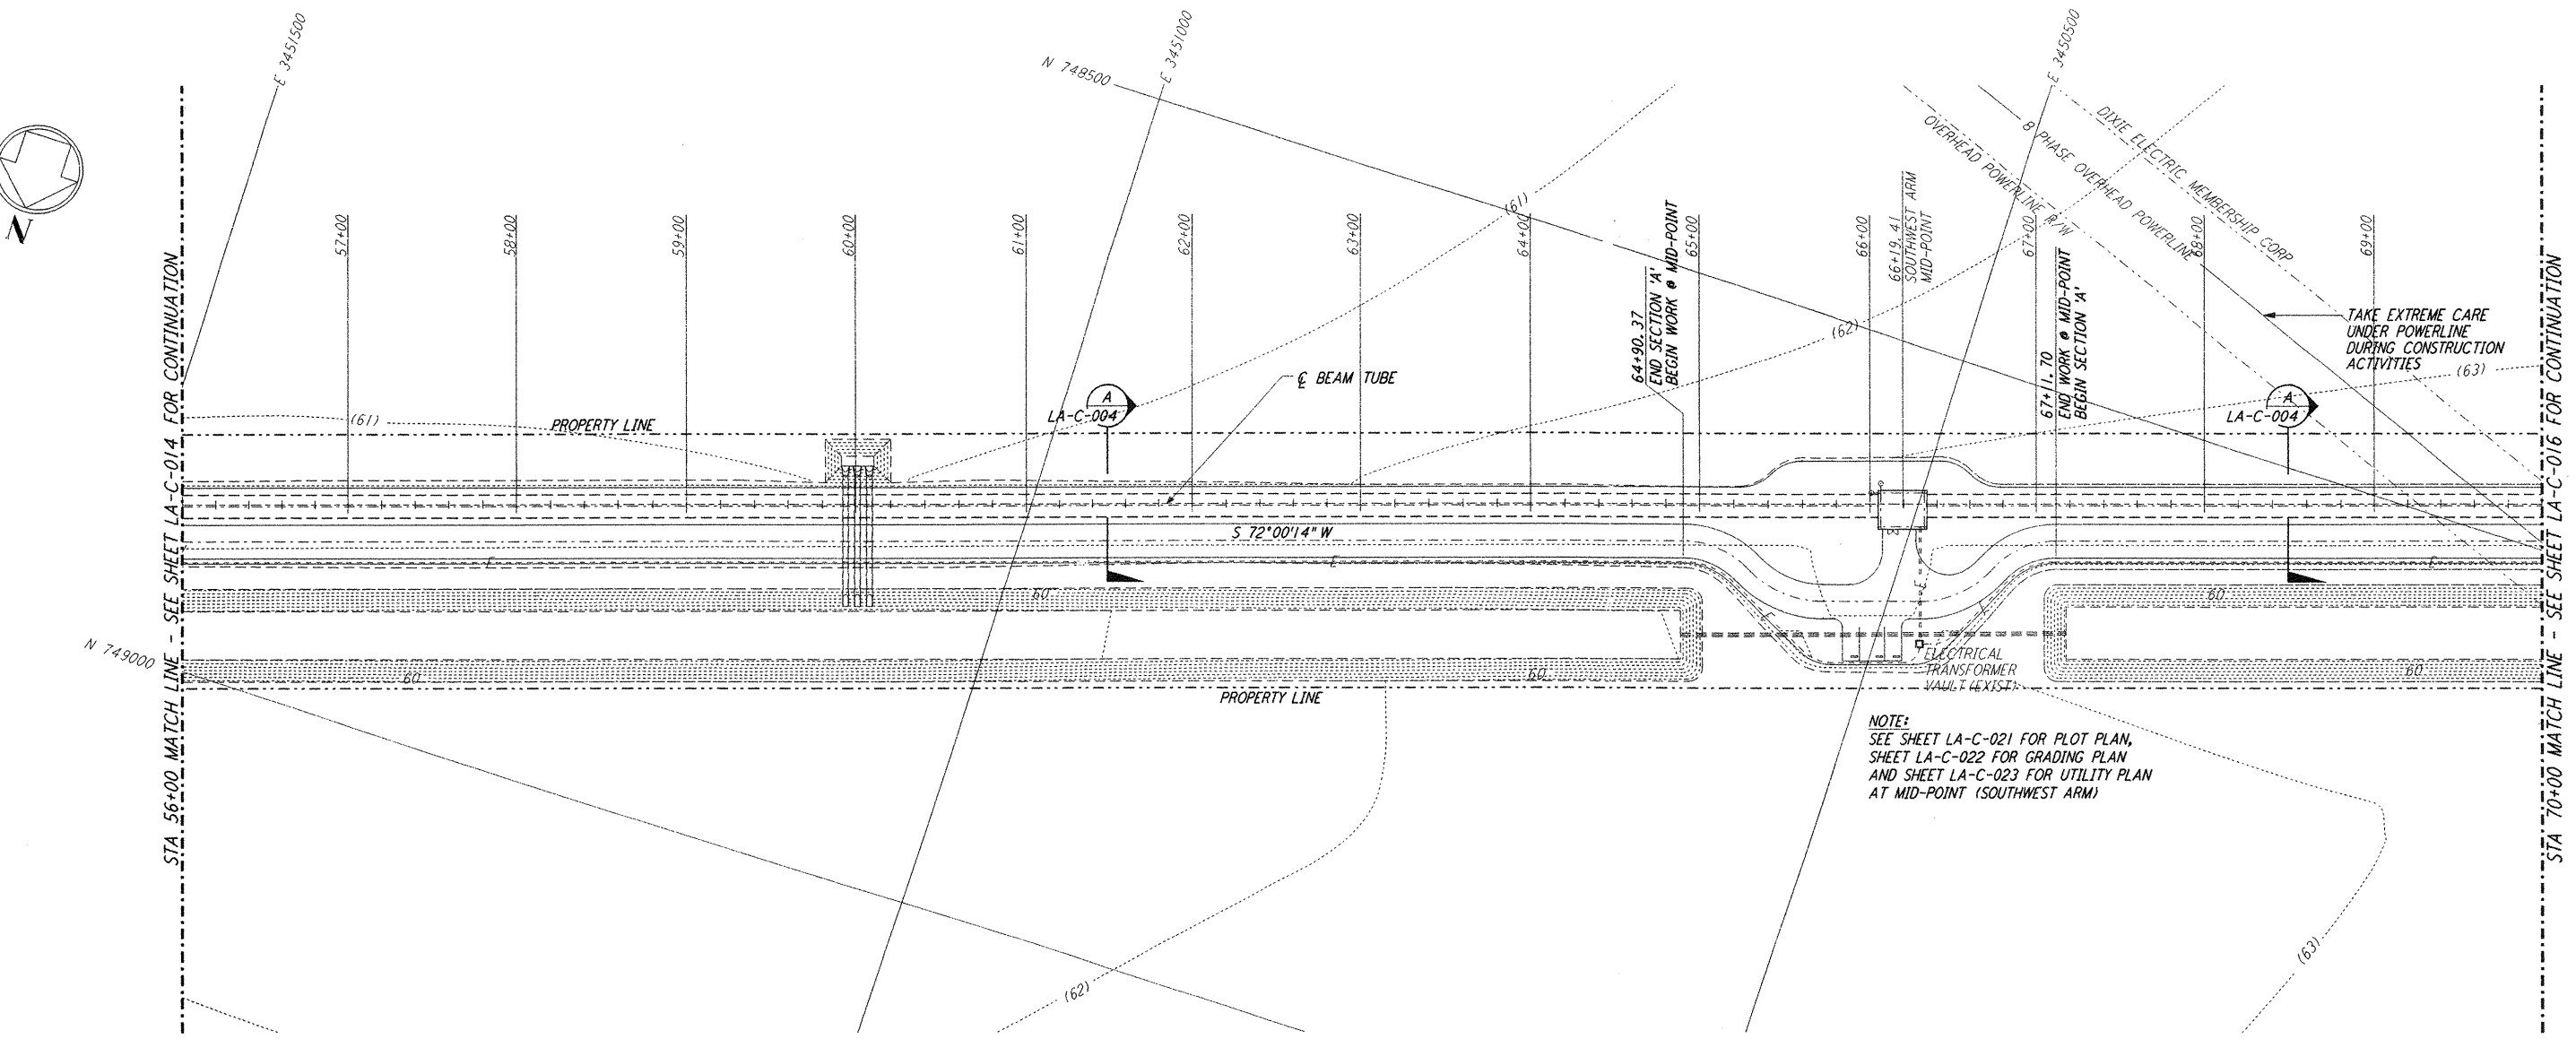 E 3451500
E 3451000
E 3450500
N 748500
DIXIE ELECTRIC MEMBERSHIP CORP
8 PHASE OVERHEAD POWERLINE
OVERHEAD POWERLINE R/W
N
57+00
58+00
59+00
60+00
61+00
62+00
63+00
64+00
65+00
66+00
66+19.41
SOUTHWEST ARM
MID-POINT
67+00
68+00
69+00
(61)
(62)
64+90.37
END SECTION 'A'
BEGIN WORK @ MID-POINT
67+11.70
END WORK @ MID-POINT
BEGIN SECTION 'A'
TAKE EXTREME CARE
UNDER POWERLINE
DURING CONSTRUCTION
ACTIVITIES
(63)
STA 56+00 MATCH LINE - SEE SHEET LA-C-014 FOR CONTINUATION
STA 70+00 MATCH LINE - SEE SHEET LA-C-016 FOR CONTINUATION
℄ BEAM TUBE
A
LA-C-004
A
LA-C-004
(61)
PROPERTY LINE
S 72°00'14" W
E
E
E
E
E
E
60
60
N 749000
60
60
60
PROPERTY LINE
ELECTRICAL
TRANSFORMER
VAULT (EXIST)
NOTE:
SEE SHEET LA-C-021 FOR PLOT PLAN,
SHEET LA-C-022 FOR GRADING PLAN
AND SHEET LA-C-023 FOR UTILITY PLAN
AT MID-POINT (SOUTHWEST ARM)
(62)
(63)